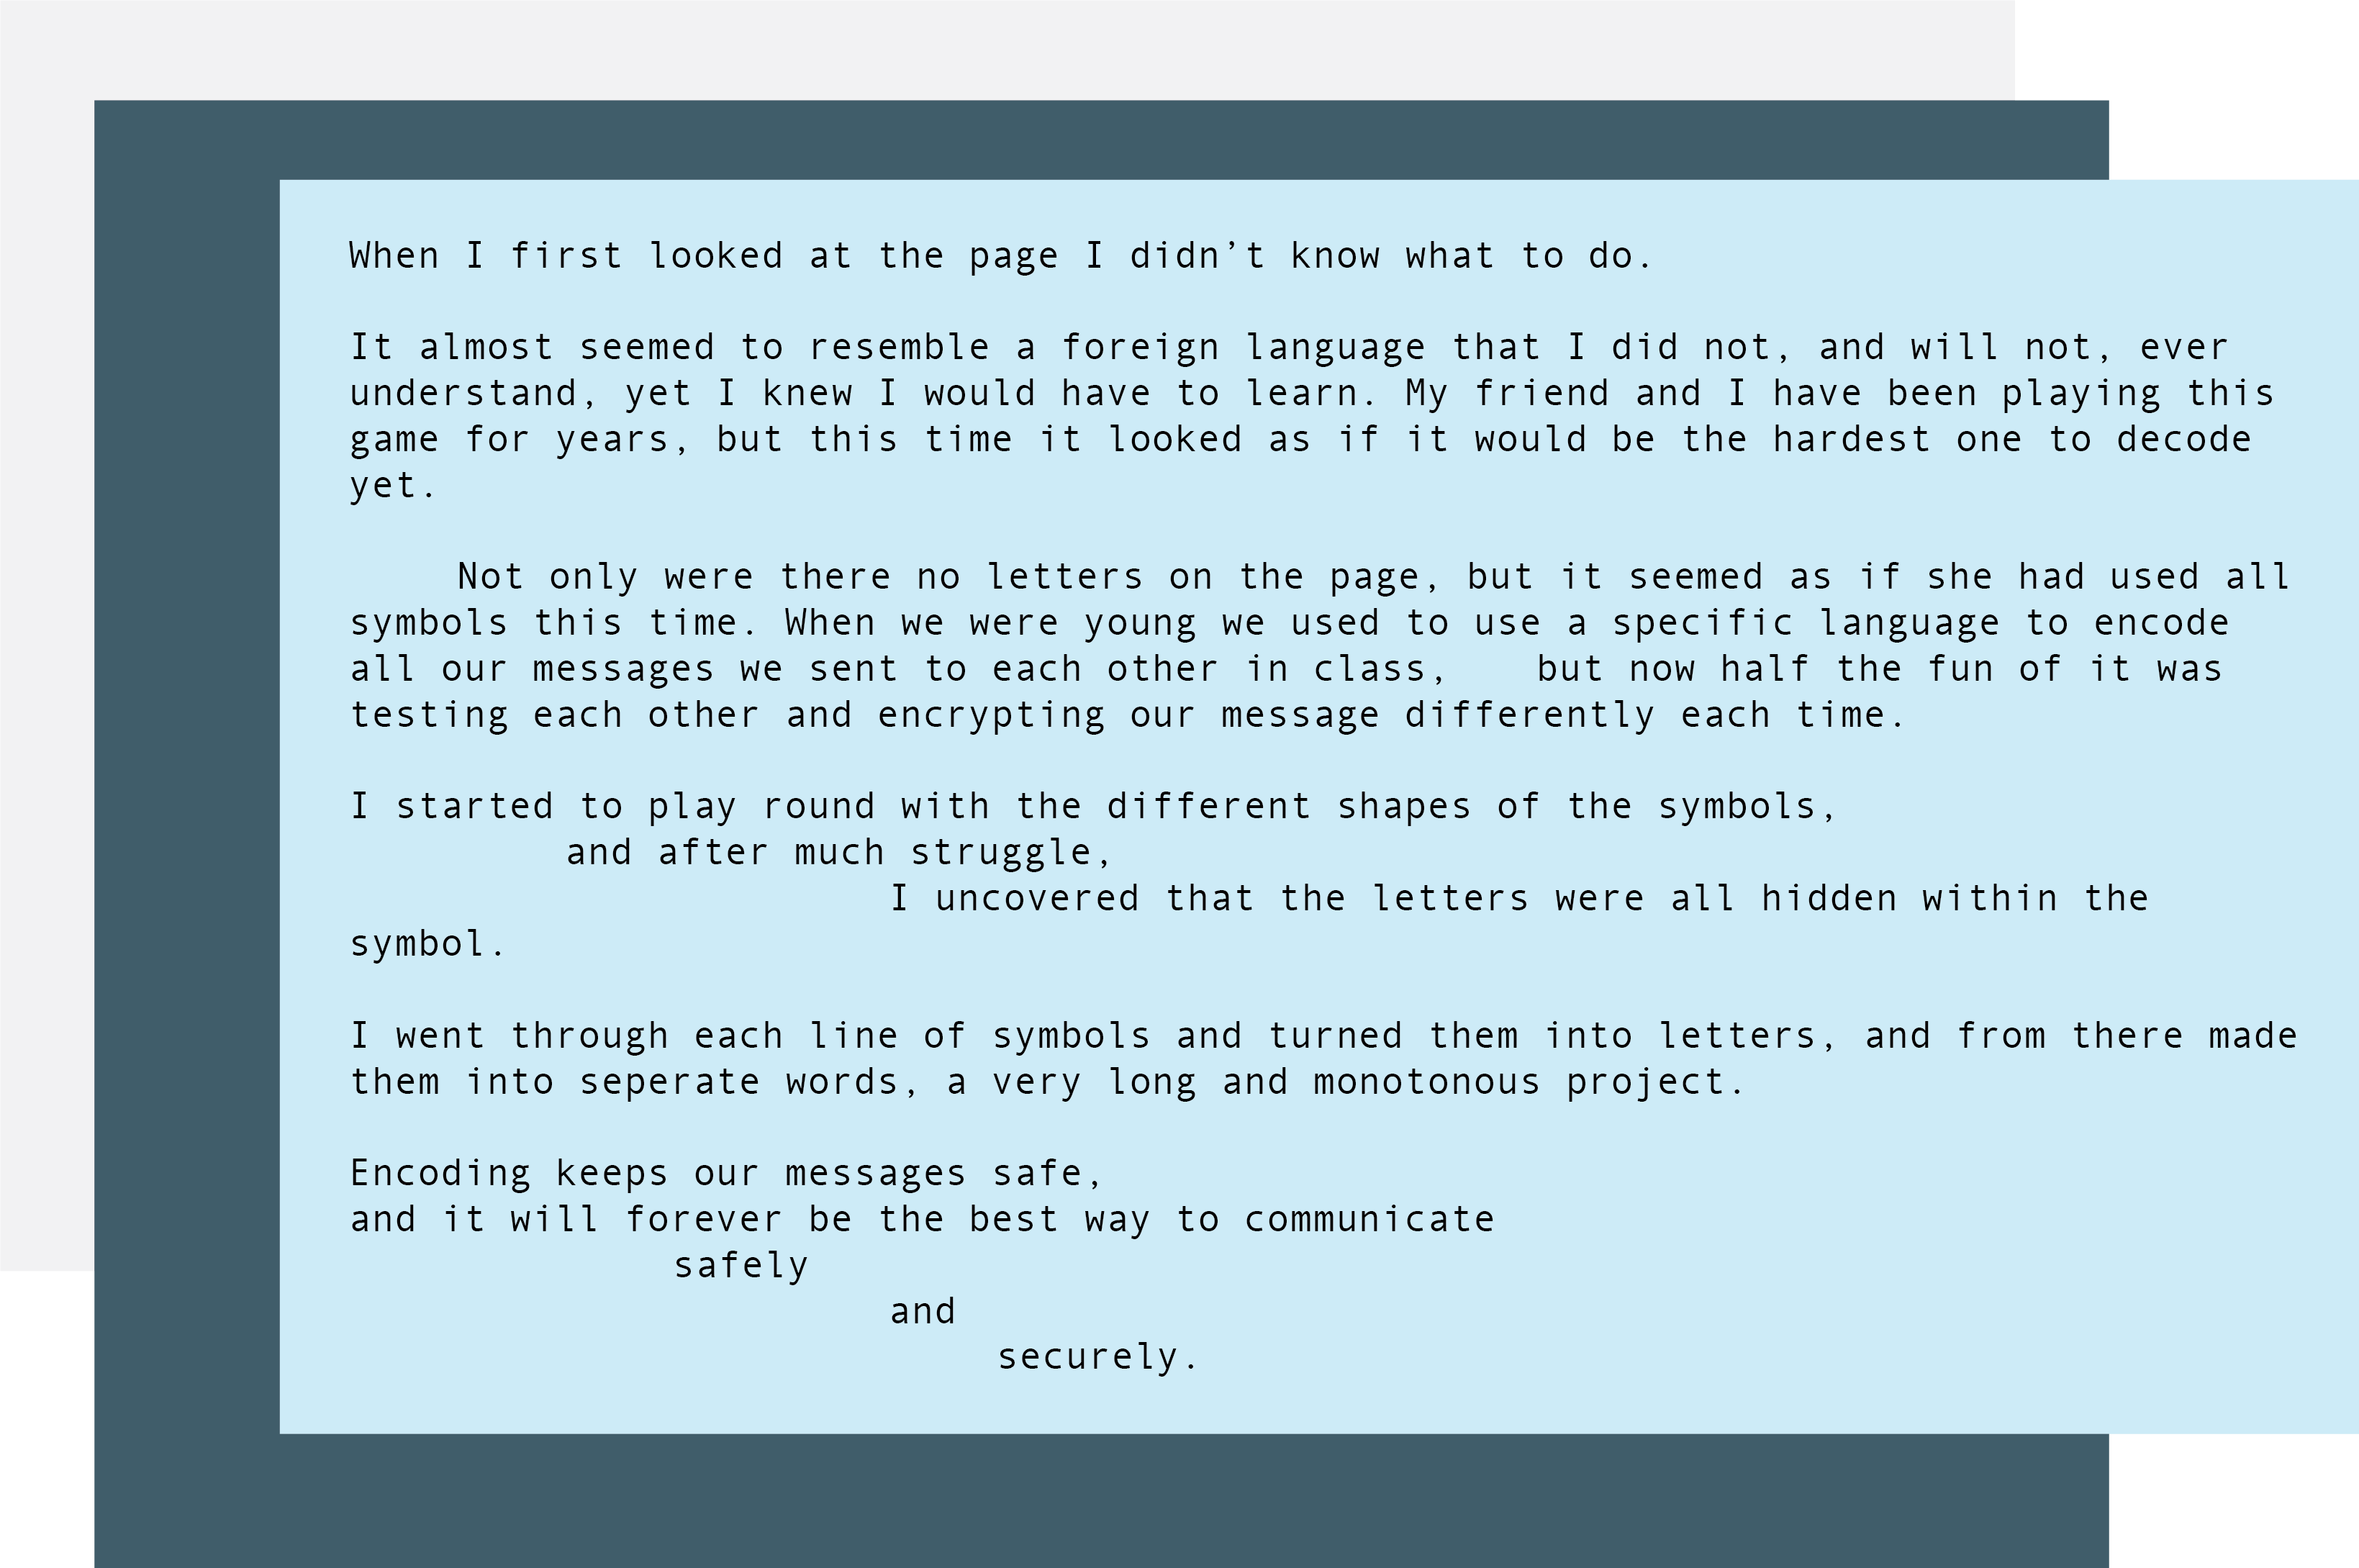 When I first looked at the page I didn’t know what to do.
It almost seemed to resemble a foreign language that I did not, and will not, ever
understand, yet I knew I would have to learn. My friend and I have been playing this
game for years, but this time it looked as if it would be the hardest one to decode
yet.
Not only were there no letters on the page, but it seemed as if she had used all
symbols this time. When we were young we used to use a specific language to encode
all our messages we sent to each other in class, but now half the fun of it was
testing each other and encrypting our message differently each time.
I started to play round with the different shapes of the symbols,
and after much struggle,
I uncovered that the letters were all hidden within the
symbol.
I went through each line of symbols and turned them into letters, and from there made
them into seperate words, a very long and monotonous project.
Encoding keeps our messages safe,
and it will forever be the best way to communicate
safely
and
securely.